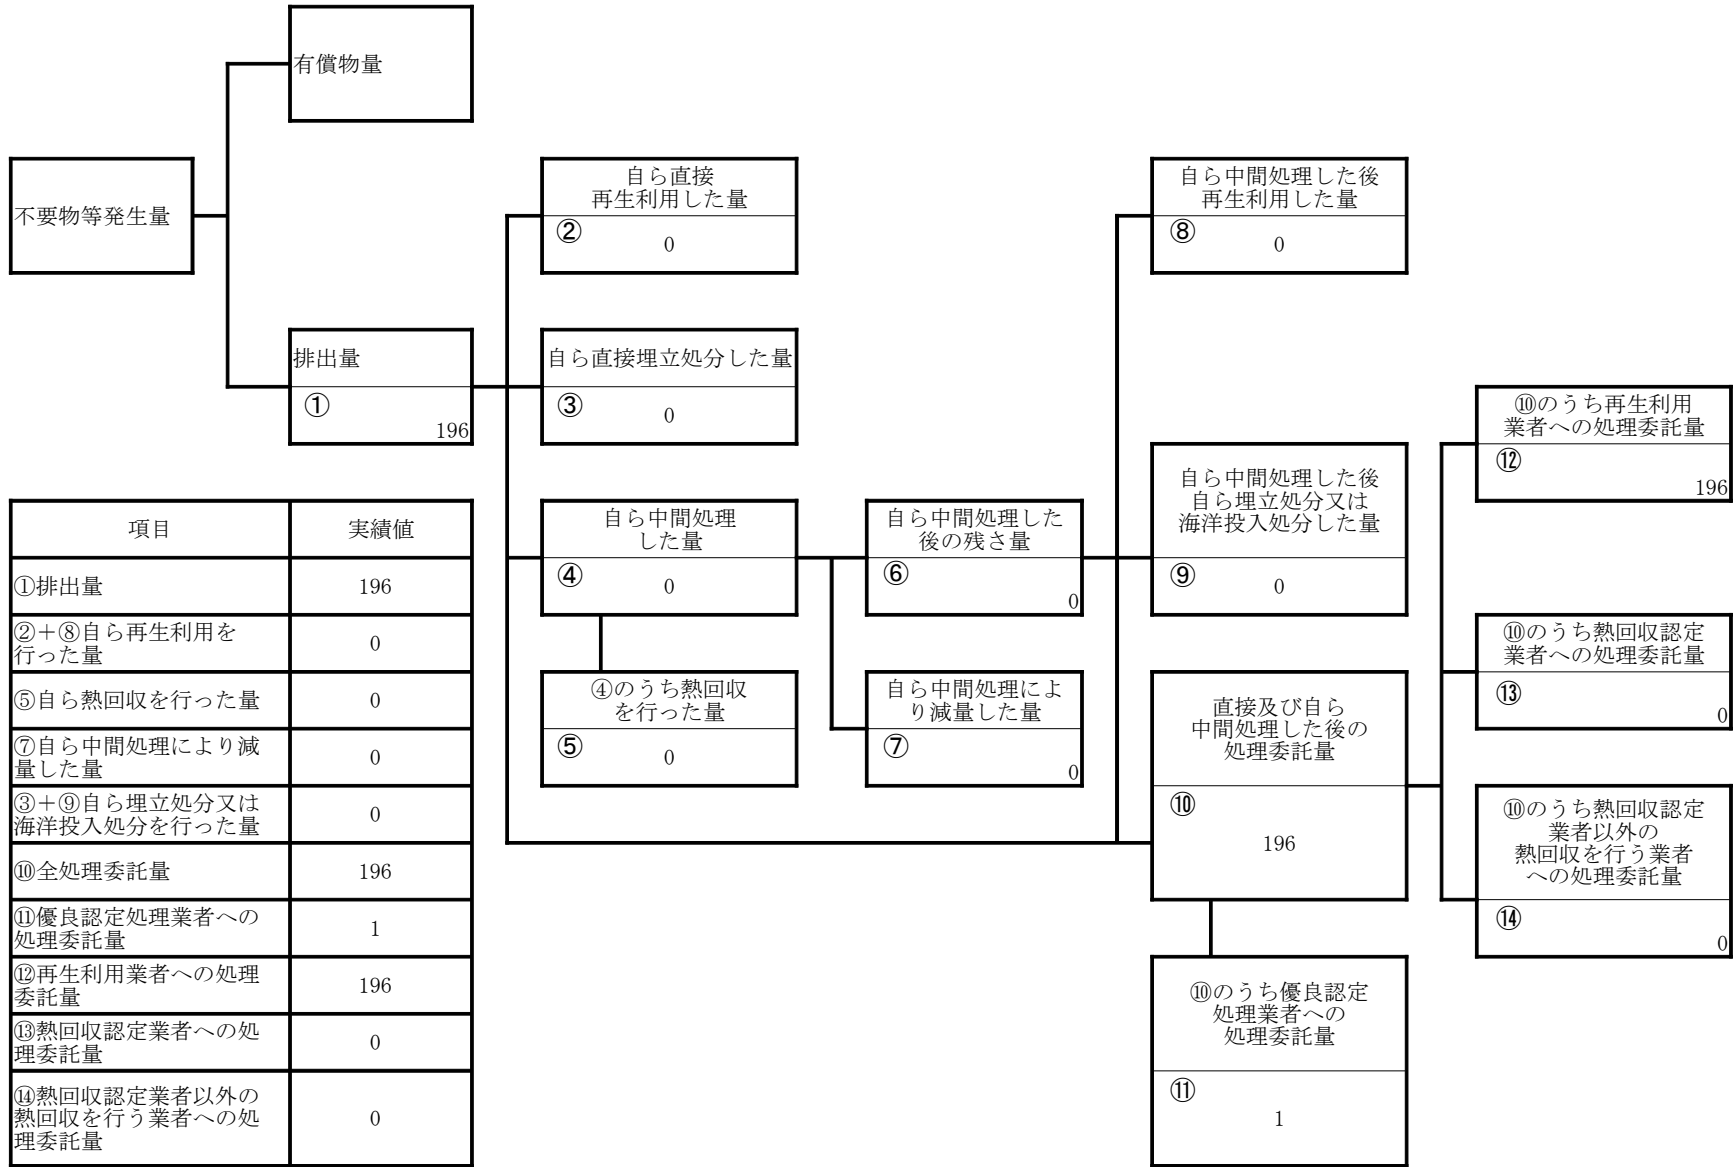 有償物量
不要物等発生量
自ら直接
再生利用した量
②
0
自ら中間処理した後
再生利用した量
⑧
0
排出量
①
196
自ら直接埋立処分した量
③
0
⑩のうち再生利用
業者への処理委託量
⑫
196
自ら中間処理
した量
④
0
自ら中間処理した
後の残さ量
⑥
0
自ら中間処理した後
自ら埋立処分又は
海洋投入処分した量
⑨
0
⑩のうち熱回収認定
業者への処理委託量
⑬
0
④のうち熱回収
を行った量
⑤
0
自ら中間処理によ
り減量した量
⑦
0
直接及び自ら
中間処理した後の
処理委託量
⑩
196
⑩のうち熱回収認定
業者以外の
熱回収を行う業者
への処理委託量
⑭
0
⑩のうち優良認定
処理業者への
処理委託量
⑪
1
項目 実績値
①排出量 196
②＋⑧自ら再生利用を
行った量 0
⑤自ら熱回収を行った量 0
⑦自ら中間処理により減
量した量 0
③＋⑨自ら埋立処分又は
海洋投入処分を行った量 0
⑩全処理委託量 196
⑪優良認定処理業者への
処理委託量 1
⑫再生利用業者への処理
委託量 196
⑬熱回収認定業者への処
理委託量 0
⑭熱回収認定業者以外の
熱回収を行う業者への処
理委託量 0